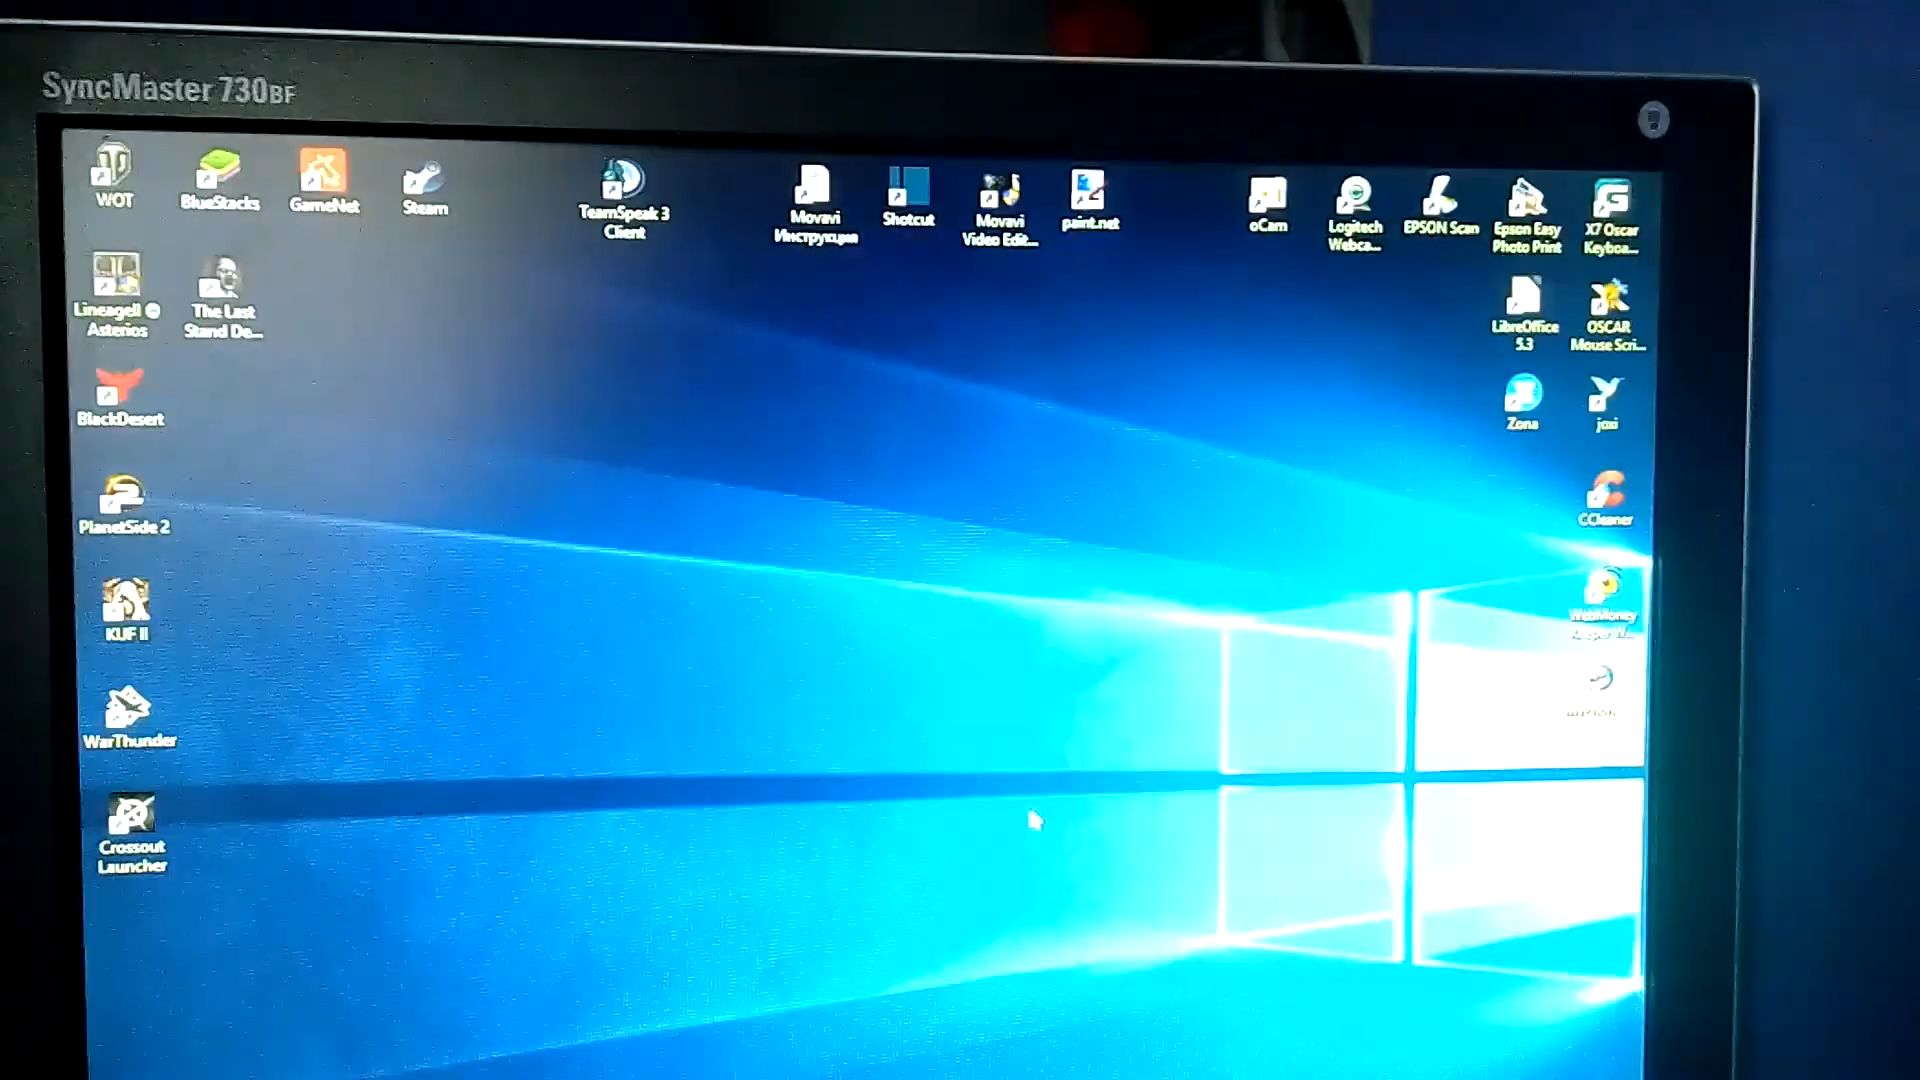 SyncMaster 730BF
WOT
BlueStacks
GameNet
Steam
TeamSpeak 3
Client
Movavi
Инструкция
Shotcut
Movavi
Video Edit...
paint.net
oCam
Logitech
Webca...
EPSON Scan
Epson Easy
Photo Print
X7 Oscar
Keyboa...
LineageII @
Asterios
The Last
Stand De...
LibreOffice
5.3
OSCAR
Mouse Scri...
BlackDesert
Zona
joxi
PlanetSide 2
CCleaner
KUF II
WebMoney
WarThunder
Crossout
Launcher